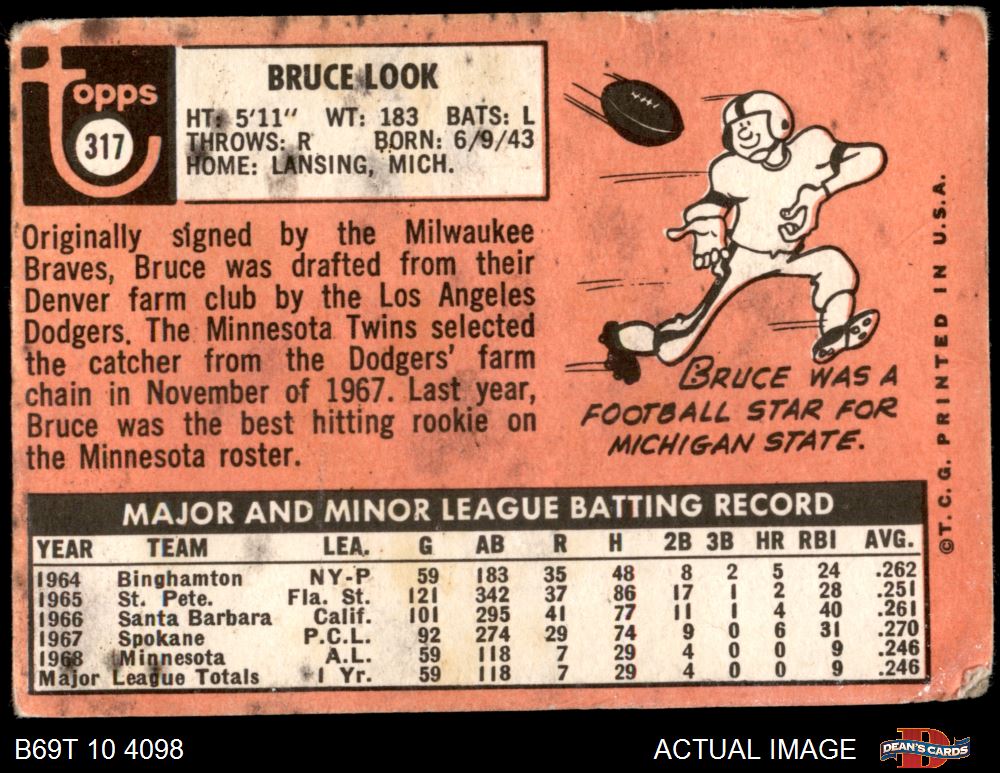 topps
317
BRUCE LOOK
HT: 5'11" WT: 183 BATS: L
THROWS: R BORN: 6/9/43
HOME: LANSING, MICH.
Originally signed by the Milwaukee
Braves, Bruce was drafted from their
Denver farm club by the Los Angeles
Dodgers. The Minnesota Twins selected
the catcher from the Dodgers' farm
chain in November of 1967. Last year,
Bruce was the best hitting rookie on
the Minnesota roster.
BRUCE WAS A
FOOTBALL STAR FOR
MICHIGAN STATE.
©T. C. G. PRINTED IN U.S.A.
MAJOR AND MINOR LEAGUE BATTING RECORD
YEAR TEAM LEA. G AB R H 2B 3B HR RBI AVG.
1964 Binghamton NY-P 59 183 35 48 8 2 5 24 .262
1965 St. Pete. Fla. St. 121 342 37 86 17 1 2 28 .251
1966 Santa Barbara Calif. 101 295 41 77 11 1 4 40 .261
1967 Spokane P.C.L. 92 274 29 74 9 0 6 31 .270
1968 Minnesota A.L. 59 118 7 29 4 0 0 9 .246
Major League Totals 1 Yr. 59 118 7 29 4 0 0 9 .246
B69T 10 4098
ACTUAL IMAGE
DEAN'S CARDS